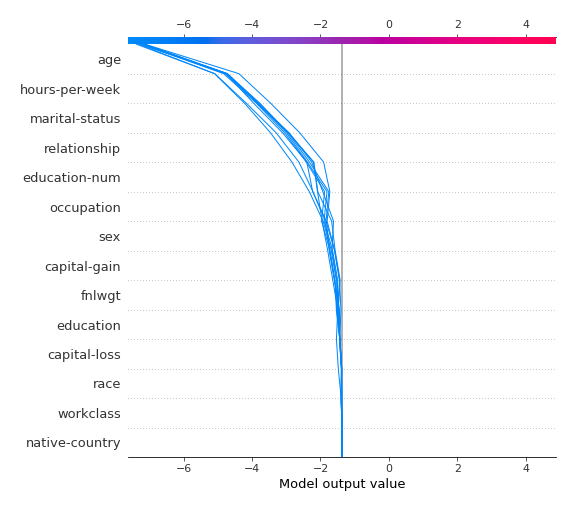 −6 −4 −2 0 2 4
age
hours-per-week
marital-status
relationship
education-num
occupation
sex
capital-gain
fnlwgt
education
capital-loss
race
workclass
native-country
−6 −4 −2 0 2 4
Model output value